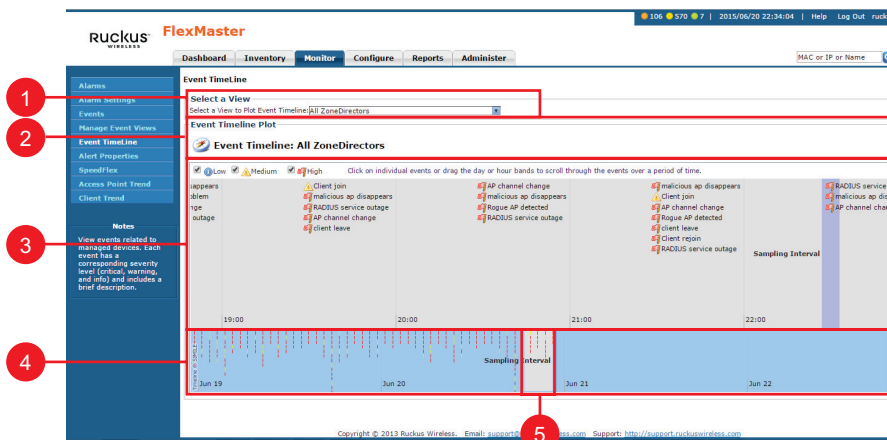 106 570 7 | 2015/06/20 22:34:04 | Help Log Out
RUCKUS
WIRELESS
FlexMaster
Dashboard Inventory Monitor Configure Reports Administer
MAC or IP or Name
Alarms
Alarm Settings
Events
Manage Event Views
Event TimeLine
Alert Properties
SpeedFlex
Access Point Trend
Client Trend
Notes
View events related to
managed devices. Each
event has a
corresponding severity
level (critical, warning,
and info) and includes a
brief description.
Event TimeLine
1
Select a View
Select a View to Plot Event Timeline: All ZoneDirectors
2
Event Timeline Plot
Event Timeline: All ZoneDirectors
Low Medium High Click on individual events or drag the day or hour bands to scroll through the events over a period of time.
3
outage
Client join
malicious ap disappears
RADIUS service outage
AP channel change
client leave
AP channel change
malicious ap disappears
Rogue AP detected
RADIUS service outage
malicious ap disappears
Client join
AP channel change
Rogue AP detected
client leave
Client rejoin
RADIUS service outage
Sampling Interval
RADIUS service
malicious ap
AP channel
19:00 20:00 21:00 22:00
4
Timeline © SIMILE
Sampling Interval
Jun 19 Jun 20 Jun 21 Jun 22
5
Copyright © 2013 Ruckus Wireless. Email: Support: http://support.ruckuswireless.com